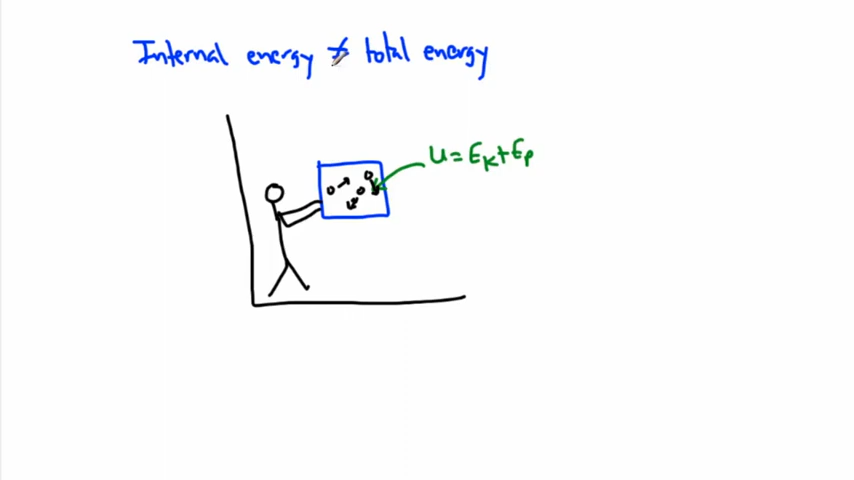 Internal energy ≠ total energy
U = EK + EP